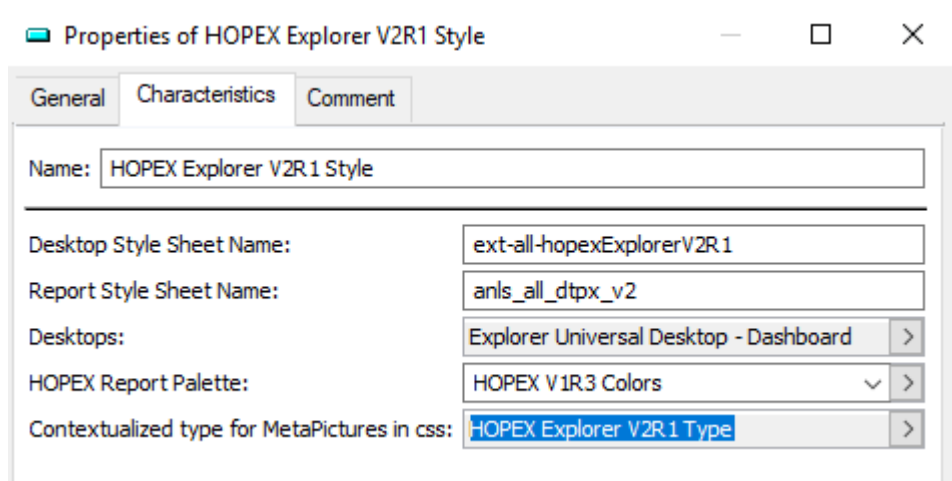 Properties of HOPEX Explorer V2R1 Style
General Characteristics Comment
Name: HOPEX Explorer V2R1 Style
Desktop Style Sheet Name: ext-all-hopexExplorerV2R1
Report Style Sheet Name: anls_all_dtpx_v2
Desktops: Explorer Universal Desktop - Dashboard
HOPEX Report Palette: HOPEX V1R3 Colors
Contextualized type for MetaPictures in css: HOPEX Explorer V2R1 Type